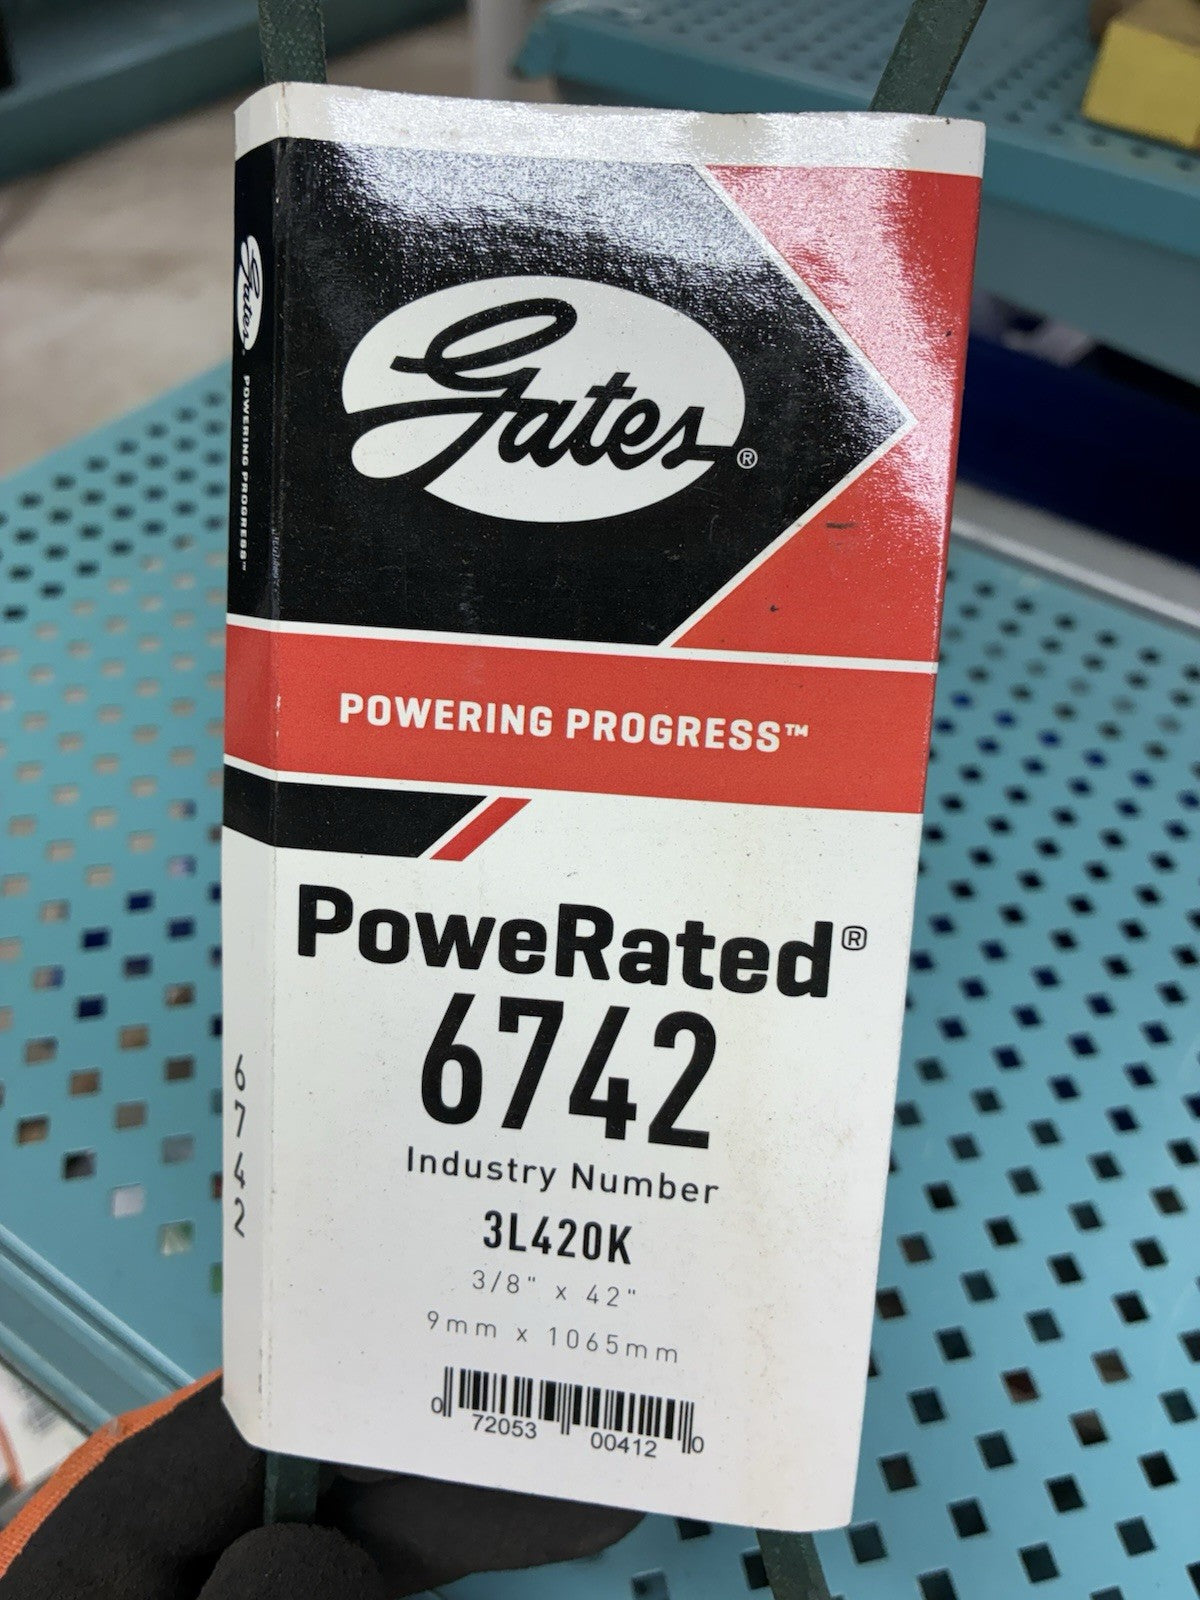 Gates®
POWERING PROGRESS™
PoweRated®
6742
Industry Number
3L420K
3/8" x 42"
9mm x 1065mm
0 72053 00412 0
Gates
POWERING PROGRESS™
6742